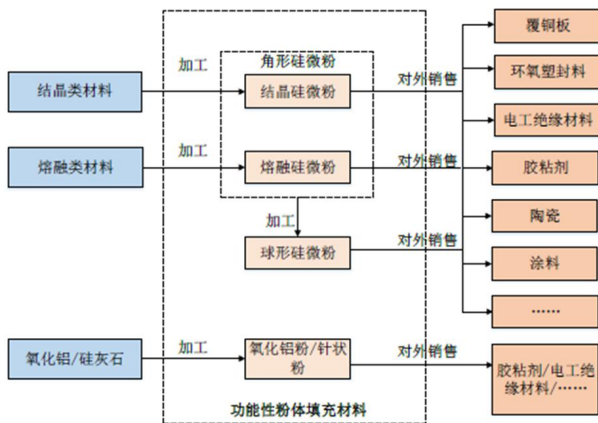 覆铜板
角形硅微粉
加工
对外销售
环氧塑封料
结晶类材料
结晶硅微粉
电工绝缘材料
加工
对外销售
熔融类材料
熔融硅微粉
胶粘剂
陶瓷
加工
对外销售
球形硅微粉
涂料
……
加工
对外销售
氧化铝/硅灰石
氧化铝粉/针状
粉
胶粘剂/电工绝
缘材料/……
功能性粉体填充材料